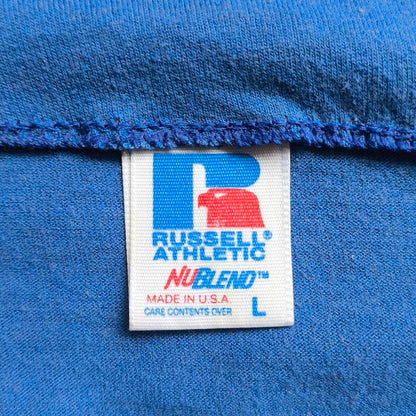 R
RUSSELL®
ATHLETIC
NUBLEND™
MADE IN U.S.A.
CARE CONTENTS OVER
L